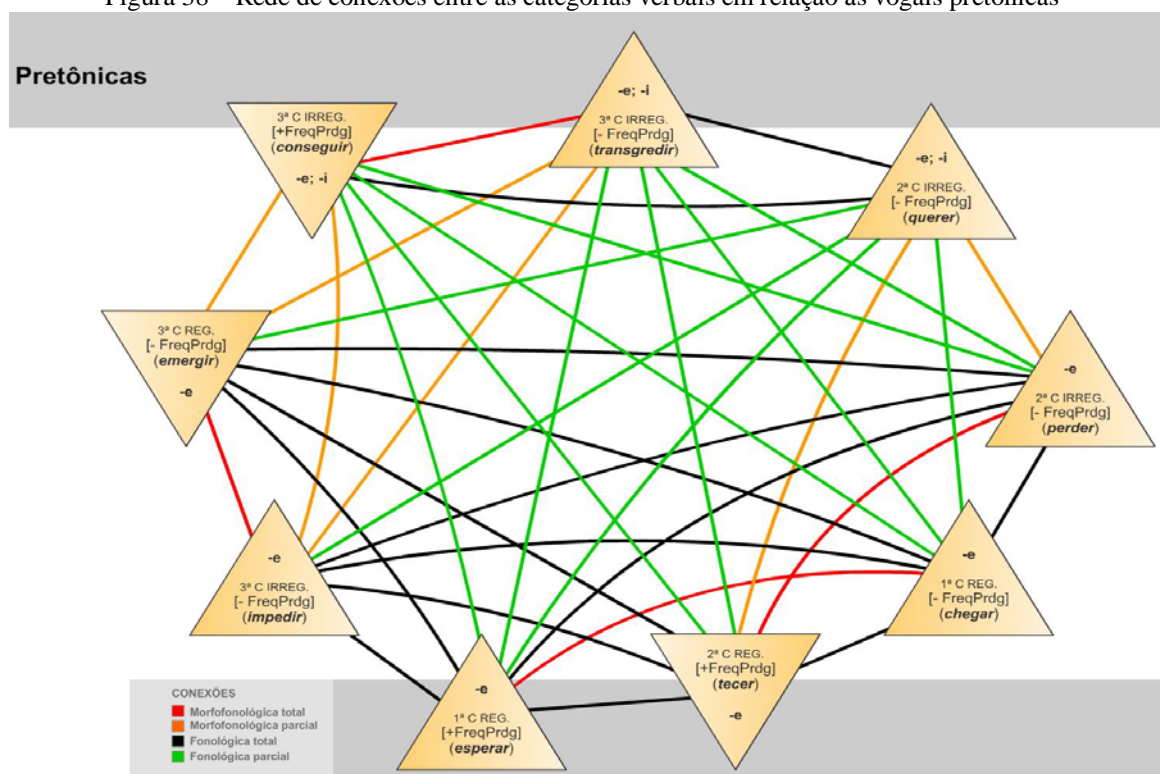 Figura 38 – Rede de conexões entre as categorias verbais em relação às vogais pretônicas
Pretônicas
3ª C IRREG.
[+FreqPrdg]
(conseguir)
-e; -i
-e; -i
3ª C IRREG.
[- FreqPrdg]
(transgredir)
-e; -i
2ª C IRREG.
[- FreqPrdg]
(querer)
3ª C REG.
[- FreqPrdg]
(emergir)
-e
-e
2ª C IRREG.
[- FreqPrdg]
(perder)
-e
3ª C IRREG.
[- FreqPrdg]
(impedir)
-e
1ª C REG.
[- FreqPrdg]
(chegar)
-e
1ª C REG.
[+FreqPrdg]
(esperar)
2ª C REG.
[+FreqPrdg]
(tecer)
-e
CONEXÕES
Morfofonológica total
Morfofonológica parcial
Fonológica total
Fonológica parcial